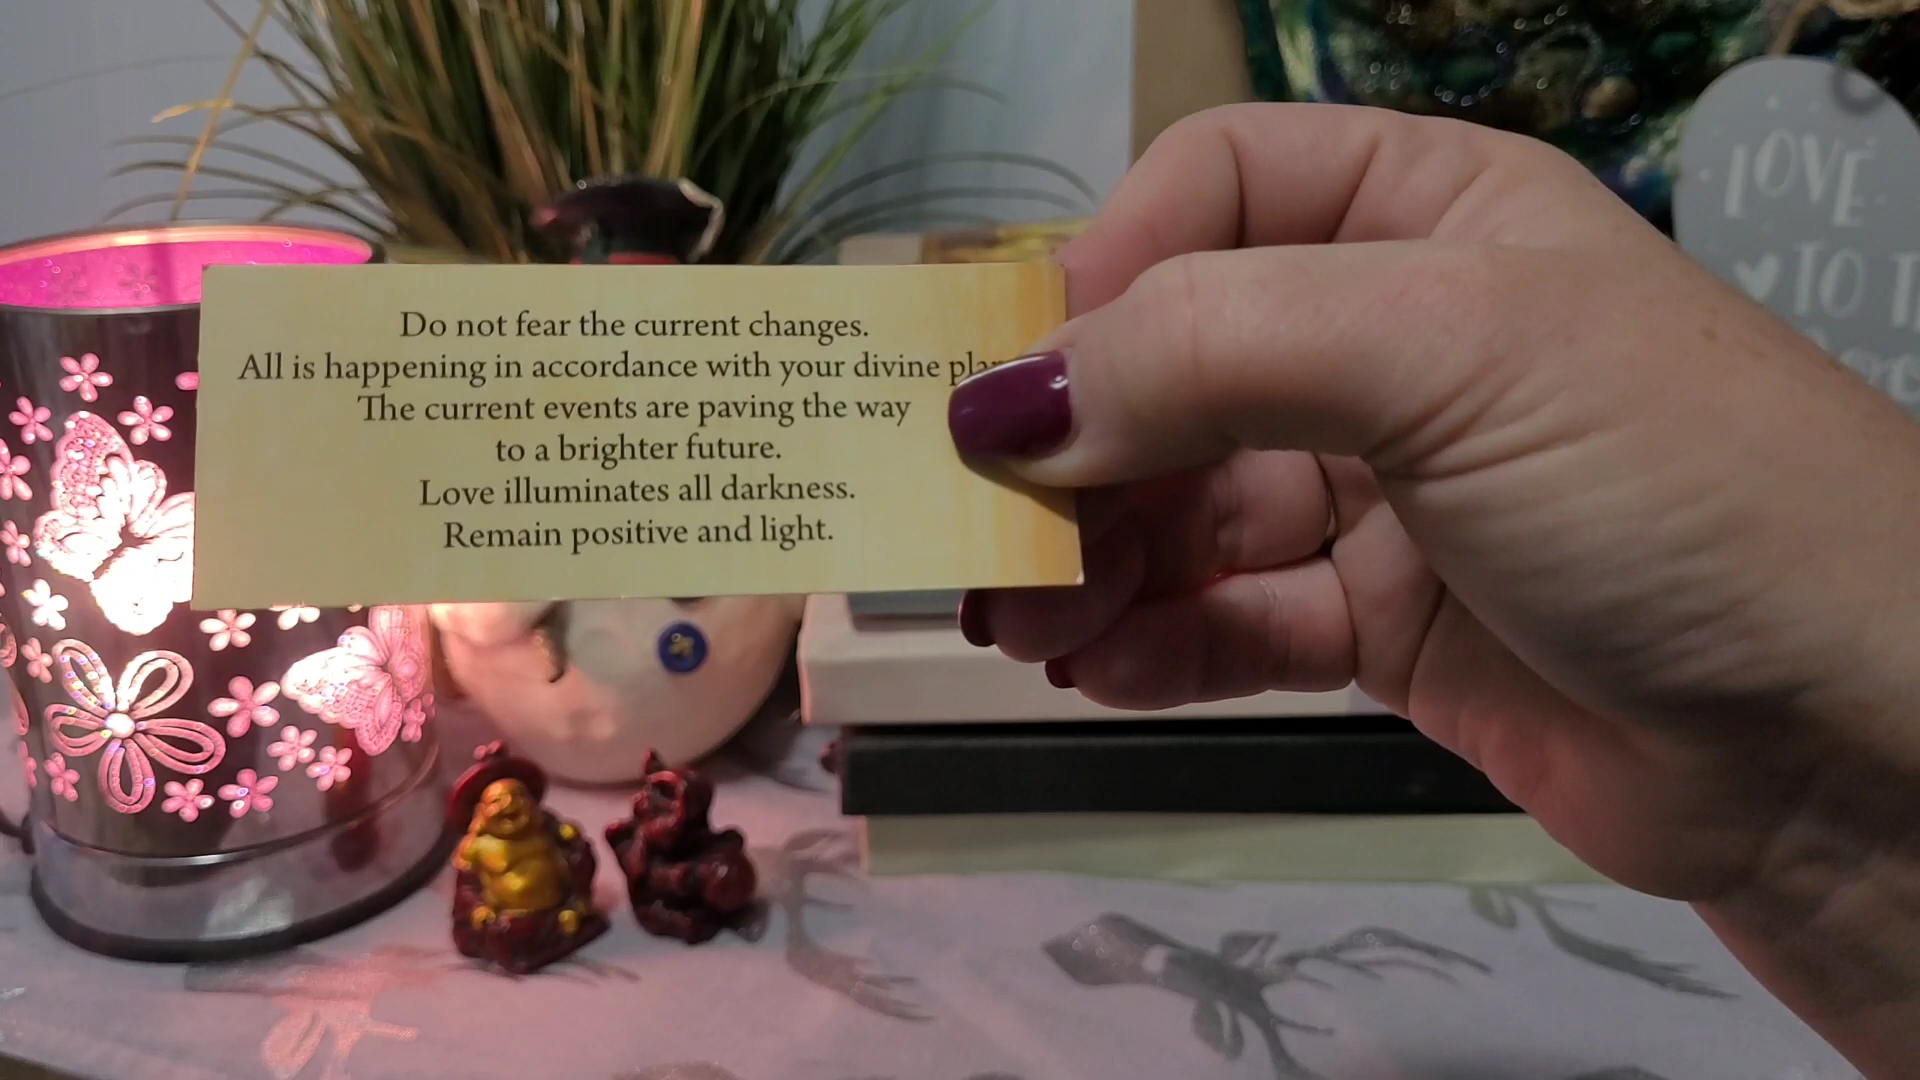 Do not fear the current changes.
All is happening in accordance with your divine
The current events are paving the way
to a brighter future.
Love illuminates all darkness.
Remain positive and light.
LOVE
TO